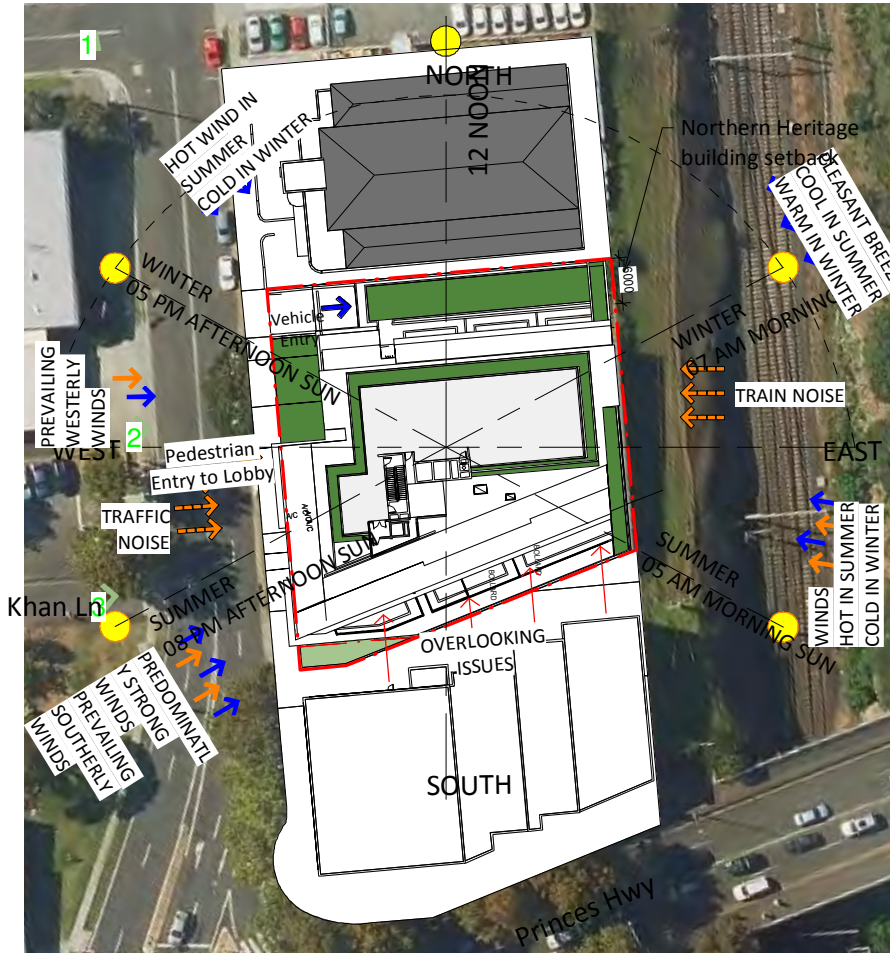 1
NORTH
12 NOON
HOT WIND IN
SUMMER
COLD IN WINTER
Northern Heritage
building setback
PLEASANT BREE
COOL IN SUMMER
WARM IN WINTER
6000
WINTER
05 PM AFTERNOON SUN
Vehicle
Entry
WINTER
07 AM MORNING
PREVAILING
WESTERLY
WINDS
TRAIN NOISE
2
WEST
EAST
Pedestrian
Entry to Lobby
TRAFFIC
NOISE
A/C
SUMMER
08 PM AFTERNOON SUN
SUMMER
05 AM MORNING SUN
WINDS
HOT IN SUMMER
COLD IN WINTER
Khan Ln
3
OVERLOOKING
ISSUES
PREDOMINATL
Y STRONG
WINDS
PREVAILING
SOUTHERLY
WINDS
SOUTH
Princes Hwy